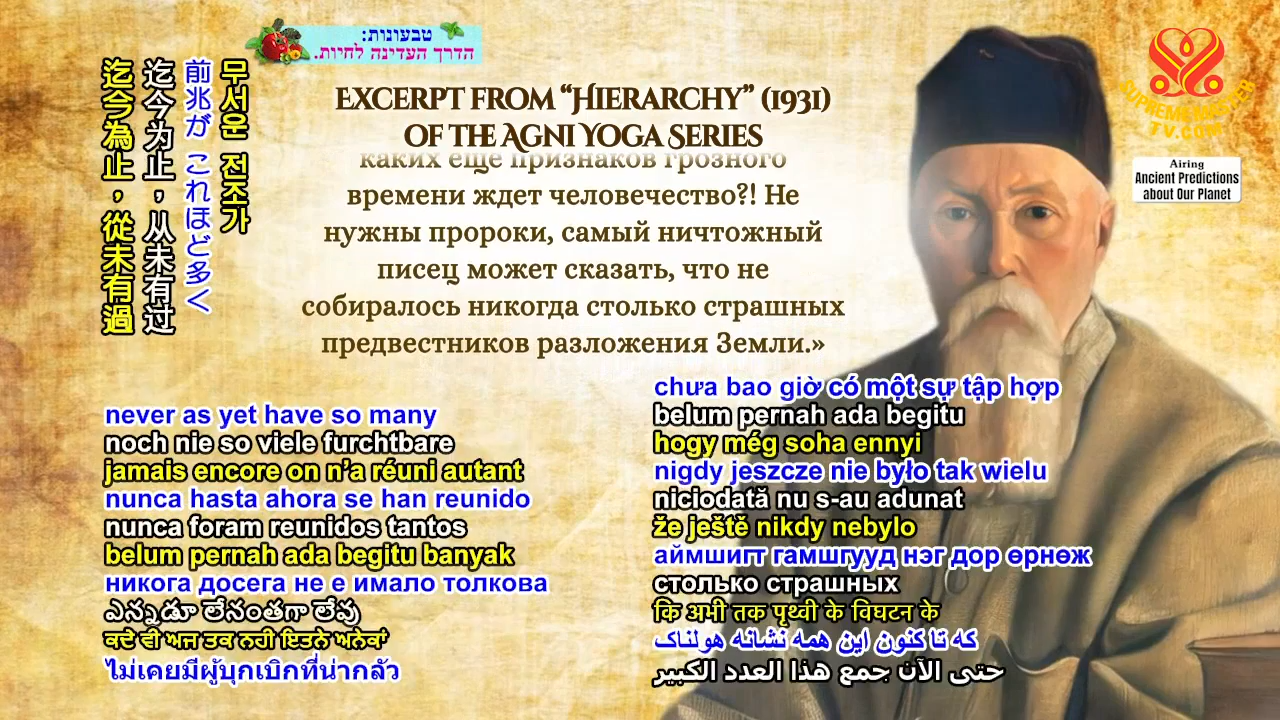 טבעונות:
הדרך העדינה לחיות.
SUPREMEMASTER
TV.COM
Airing
Ancient Predictions
about Our Planet
EXCERPT FROM “HIERARCHY” (1931)
OF THE AGNI YOGA SERIES
каких еще признаков грозного
времени ждет человечество?! Не
нужны пророки, самый ничтожный
писец может сказать, что не
собиралось никогда столько страшных
предвестников разложения Земли.»
무서운 전조가
前兆が これほど多く
迄今为止，从未有过
迄今為止，從未有過
never as yet have so many
noch nie so viele furchtbare
jamais encore on n’a réuni autant
nunca hasta ahora se han reunido
nunca foram reunidos tantos
belum pernah ada begitu banyak
никога досега не е имало толкова
ఎన్నడూ లేనంతగా లేవు
ਕਦੇ ਵੀ ਅਜ ਤਕ ਨਹੀ ਇਤਨੇ ਅਨੇਕਾਂ
ไม่เคยมีผู้บุกเบิกที่น่ากลัว
chưa bao giờ có một sự tập hợp
belum pernah ada begitu
hogy még soha ennyi
nigdy jeszcze nie było tak wielu
niciodată nu s-au adunat
že ještě nikdy nebylo
аймшигт гамшгууд нэг дор өрнөж
столько страшных
कि अभी तक पृथ्वी के विघटन के
که تا کنون این همه نشانه هولناک
حتى الآن جمع هذا العدد الكبير